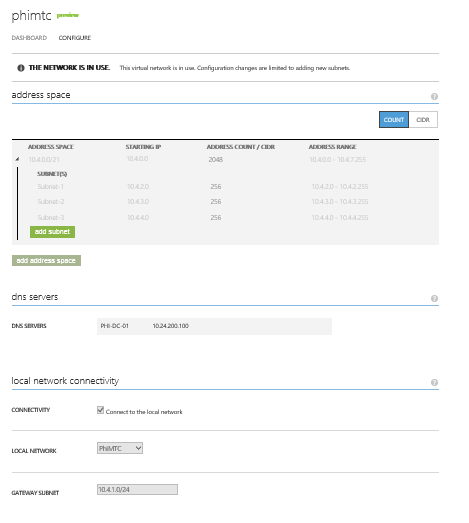 phimtc preview
DASHBOARD CONFIGURE
THE NETWORK IS IN USE. This virtual network is in use. Configuration changes are limited to adding new subnets.
address space ?
COUNT CIDR
ADDRESS SPACE STARTING IP ADDRESS COUNT / CIDR ADDRESS RANGE
10.4.0.0/21 10.4.0.0 2048 10.4.0.0 - 10.4.7.255
SUBNET(S)
Subnet-1 10.4.2.0 256 10.4.2.0 - 10.4.2.255
Subnet-2 10.4.3.0 256 10.4.3.0 - 10.4.3.255
Subnet-3 10.4.4.0 256 10.4.4.0 - 10.4.4.255
add subnet
add address space
dns servers ?
DNS SERVERS PHI-DC-01 10.24.200.100
local network connectivity ?
CONNECTIVITY Connect to the local network
LOCAL NETWORK PhiMTC
GATEWAY SUBNET 10.4.1.0/24